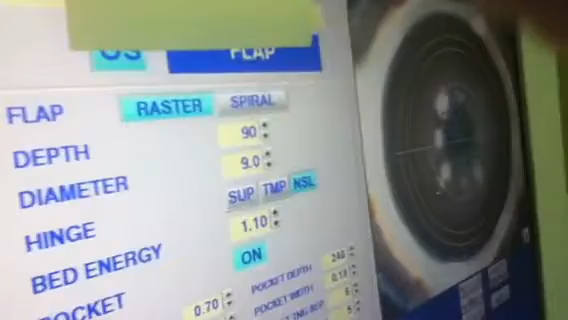 OS FLAP
FLAP RASTER SPIRAL
DEPTH 90
DIAMETER 9.0
HINGE SUP TMP NSL
BED ENERGY 1.10
POCKET ON
0.70
POCKET DEPTH 240
POCKET WIDTH